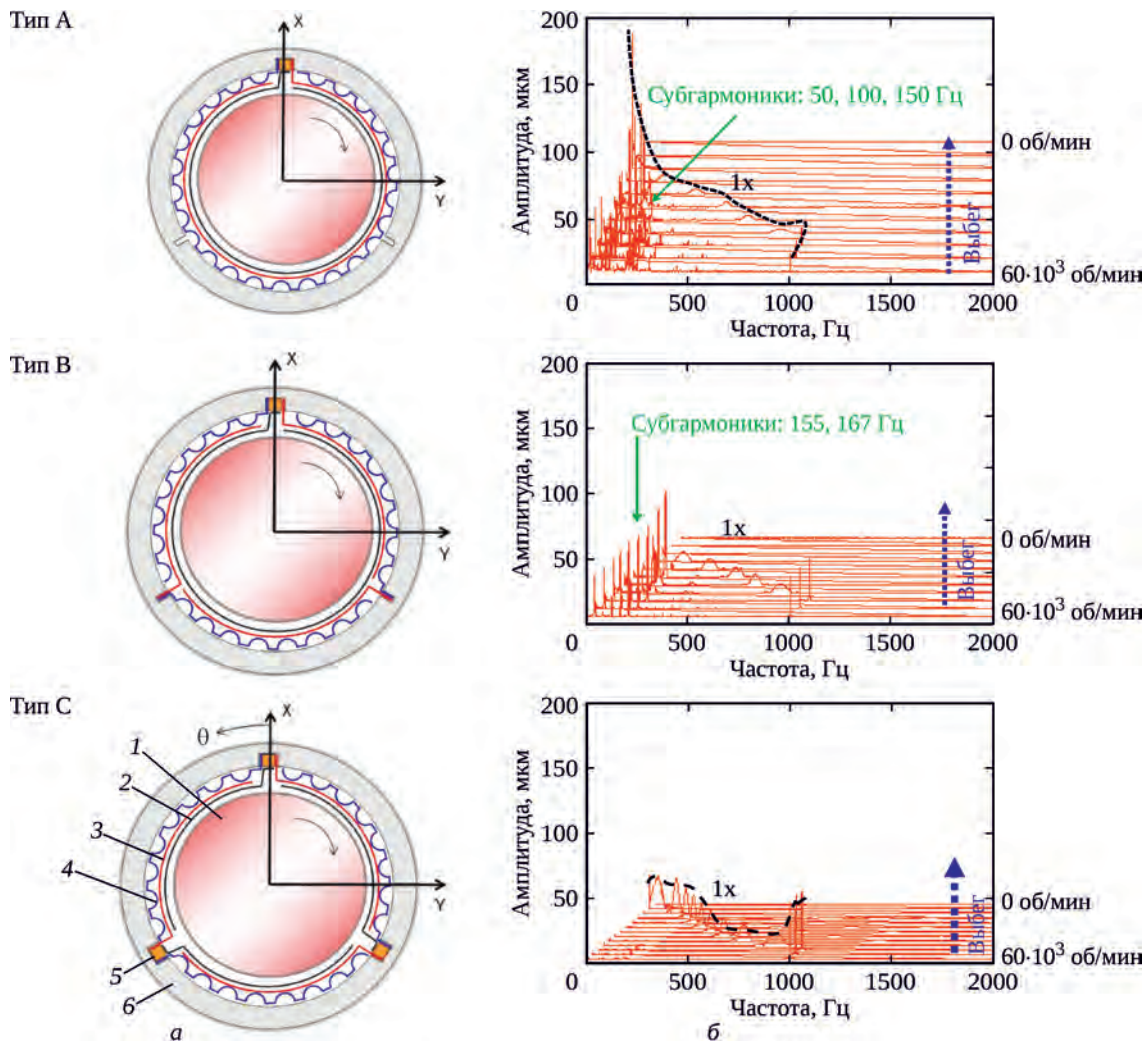 Тип A
X
Y
Амплитуда, мкм
200
150
100
50
0
500
1000
1500
2000
Частота, Гц
Субгармоники: 50, 100, 150 Гц
1x
0 об/мин
Выбег
60·10³ об/мин
Тип B
X
Y
Амплитуда, мкм
200
150
100
50
0
500
1000
1500
2000
Частота, Гц
Субгармоники: 155, 167 Гц
1x
0 об/мин
Выбег
60·10³ об/мин
Тип C
θ
X
Y
1
2
3
4
5
6
а
Амплитуда, мкм
200
150
100
50
0
500
1000
1500
2000
Частота, Гц
1x
0 об/мин
Выбег
60·10³ об/мин
б